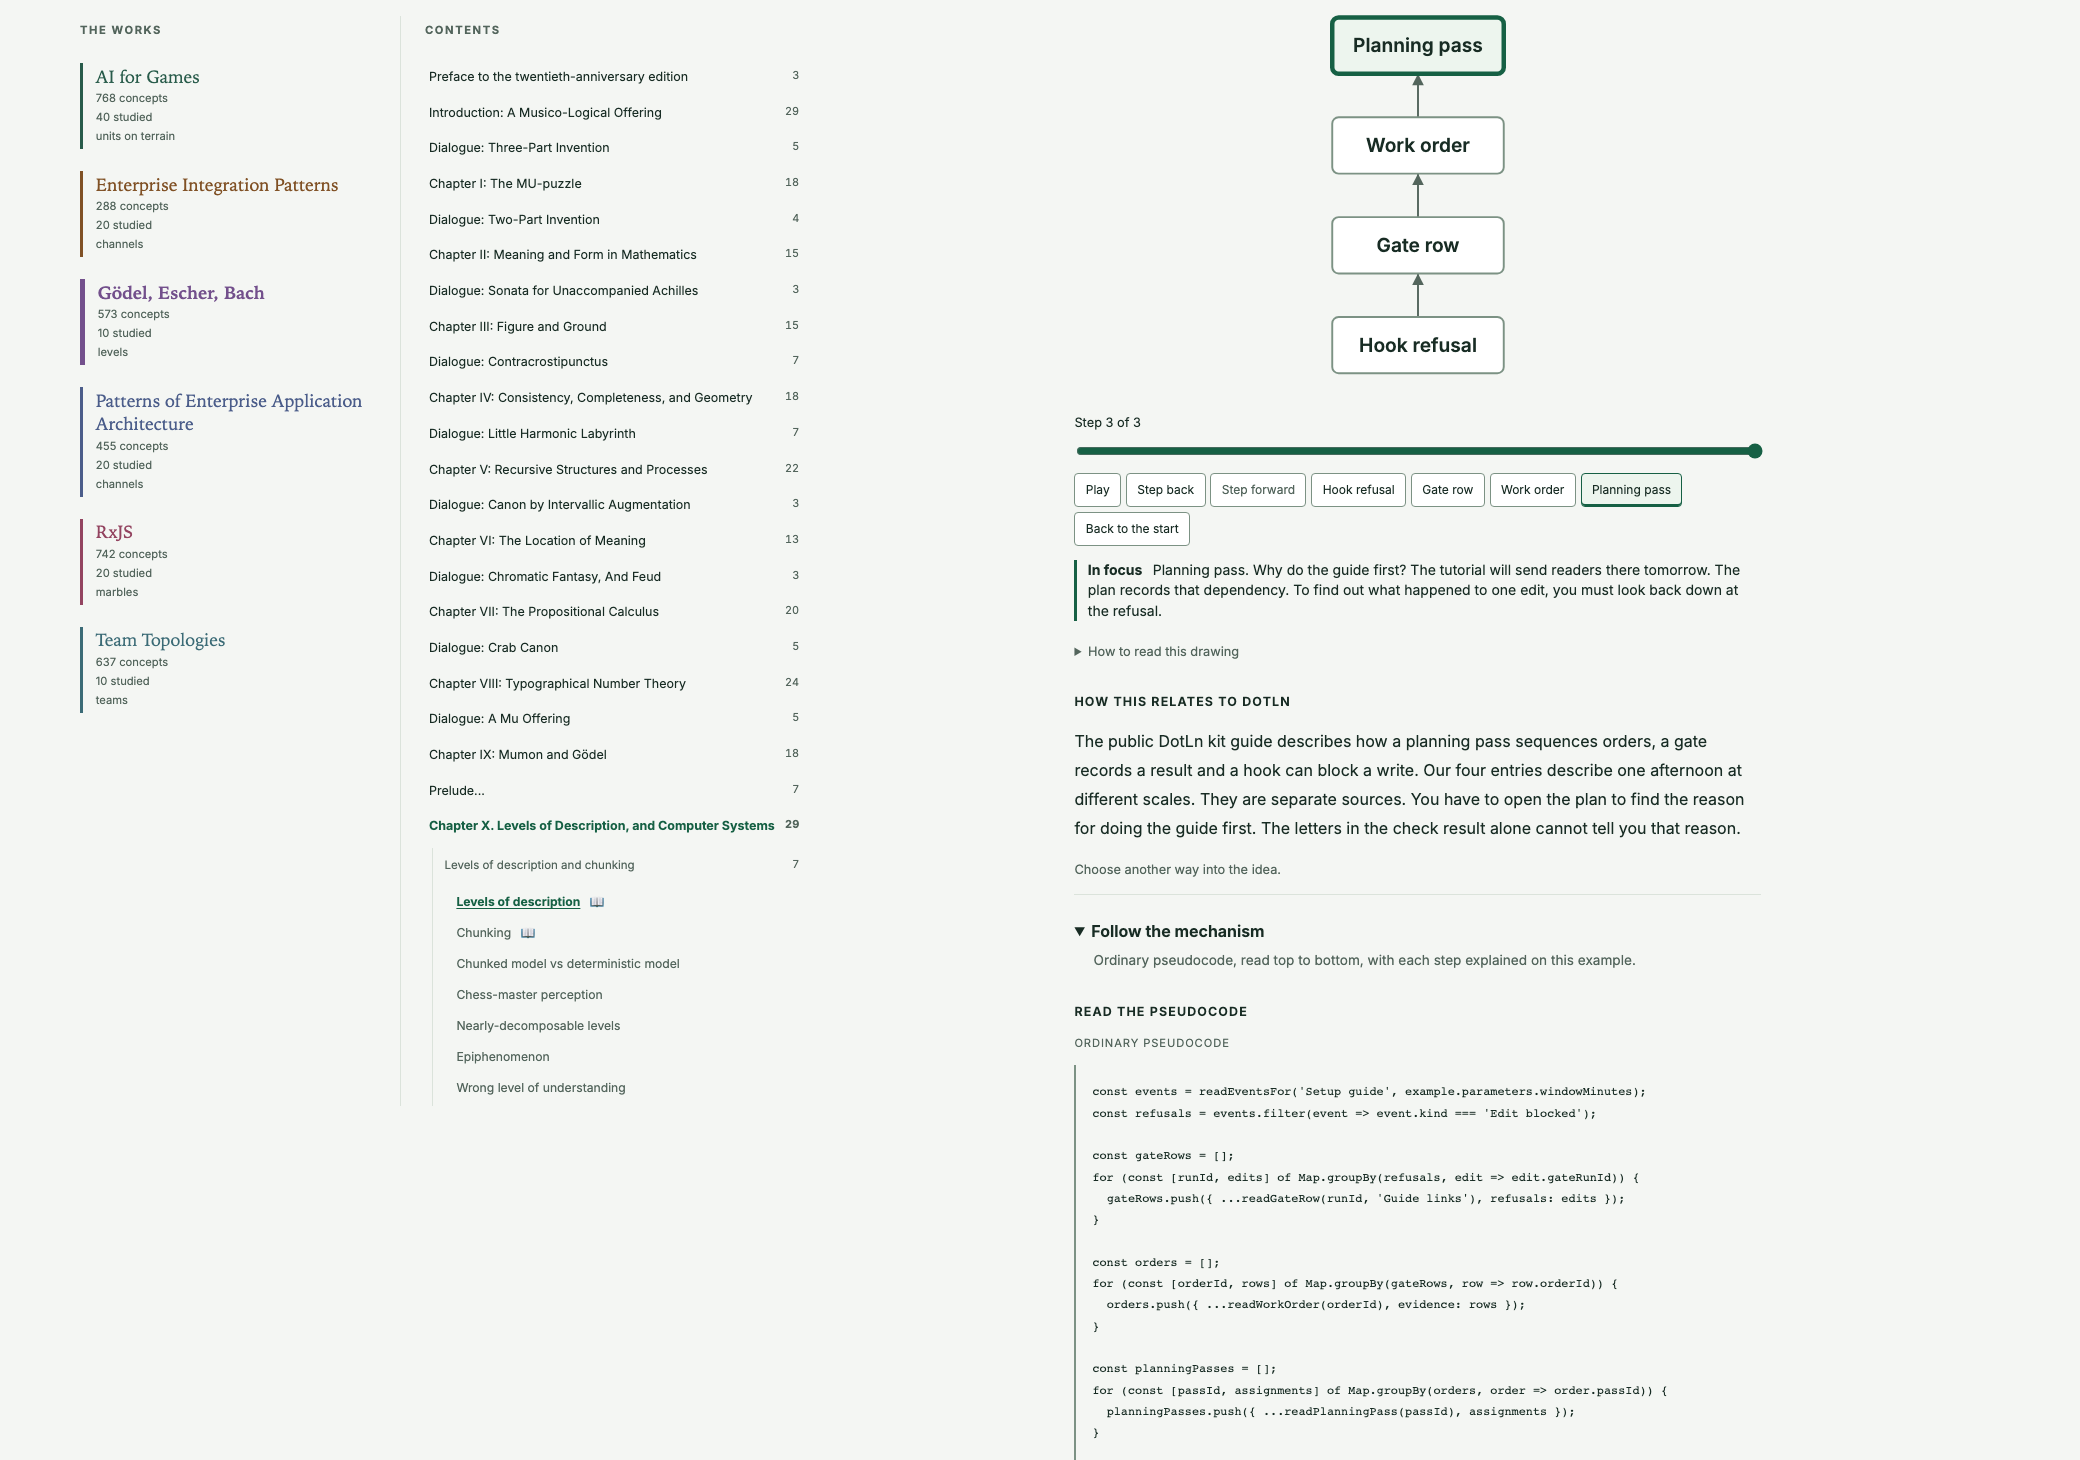 THE WORKS
AI for Games
768 concepts
40 studied
units on terrain
Enterprise Integration Patterns
288 concepts
20 studied
channels
Gödel, Escher, Bach
573 concepts
10 studied
levels
Patterns of Enterprise Application
Architecture
455 concepts
20 studied
channels
RxJS
742 concepts
20 studied
marbles
Team Topologies
637 concepts
10 studied
teams
CONTENTS
Preface to the twentieth-anniversary edition 3
Introduction: A Musico-Logical Offering 29
Dialogue: Three-Part Invention 5
Chapter I: The MU-puzzle 18
Dialogue: Two-Part Invention 4
Chapter II: Meaning and Form in Mathematics 15
Dialogue: Sonata for Unaccompanied Achilles 3
Chapter III: Figure and Ground 15
Dialogue: Contracrostipunctus 7
Chapter IV: Consistency, Completeness, and Geometry 18
Dialogue: Little Harmonic Labyrinth 7
Chapter V: Recursive Structures and Processes 22
Dialogue: Canon by Intervallic Augmentation 3
Chapter VI: The Location of Meaning 13
Dialogue: Chromatic Fantasy, And Feud 3
Chapter VII: The Propositional Calculus 20
Dialogue: Crab Canon 5
Chapter VIII: Typographical Number Theory 24
Dialogue: A Mu Offering 5
Chapter IX: Mumon and Gödel 18
Prelude... 7
Chapter X. Levels of Description, and Computer Systems 29
Levels of description and chunking 7
Levels of description
Chunking
Chunked model vs deterministic model
Chess-master perception
Nearly-decomposable levels
Epiphenomenon
Wrong level of understanding
Planning pass
Work order
Gate row
Hook refusal
Step 3 of 3
Play Step back Step forward Hook refusal Gate row Work order Planning pass
Back to the start
In focus Planning pass. Why do the guide first? The tutorial will send readers there tomorrow. The
plan records that dependency. To find out what happened to one edit, you must look back down at
the refusal.
How to read this drawing
HOW THIS RELATES TO DOTLN
The public DotLn kit guide describes how a planning pass sequences orders, a gate
records a result and a hook can block a write. Our four entries describe one afternoon at
different scales. They are separate sources. You have to open the plan to find the reason
for doing the guide first. The letters in the check result alone cannot tell you that reason.
Choose another way into the idea.
Follow the mechanism
Ordinary pseudocode, read top to bottom, with each step explained on this example.
READ THE PSEUDOCODE
ORDINARY PSEUDOCODE
const events = readEventsFor('Setup guide', example.parameters.windowMinutes);
const refusals = events.filter(event => event.kind === 'Edit blocked');
const gateRows = [];
for (const [runId, edits] of Map.groupBy(refusals, edit => edit.gateRunId)) {
gateRows.push({ ...readGateRow(runId, 'Guide links'), refusals: edits });
}
const orders = [];
for (const [orderId, rows] of Map.groupBy(gateRows, row => row.orderId)) {
orders.push({ ...readWorkOrder(orderId), evidence: rows });
}
const planningPasses = [];
for (const [passId, assignments] of Map.groupBy(orders, order => order.passId)) {
planningPasses.push({ ...readPlanningPass(passId), assignments });
}